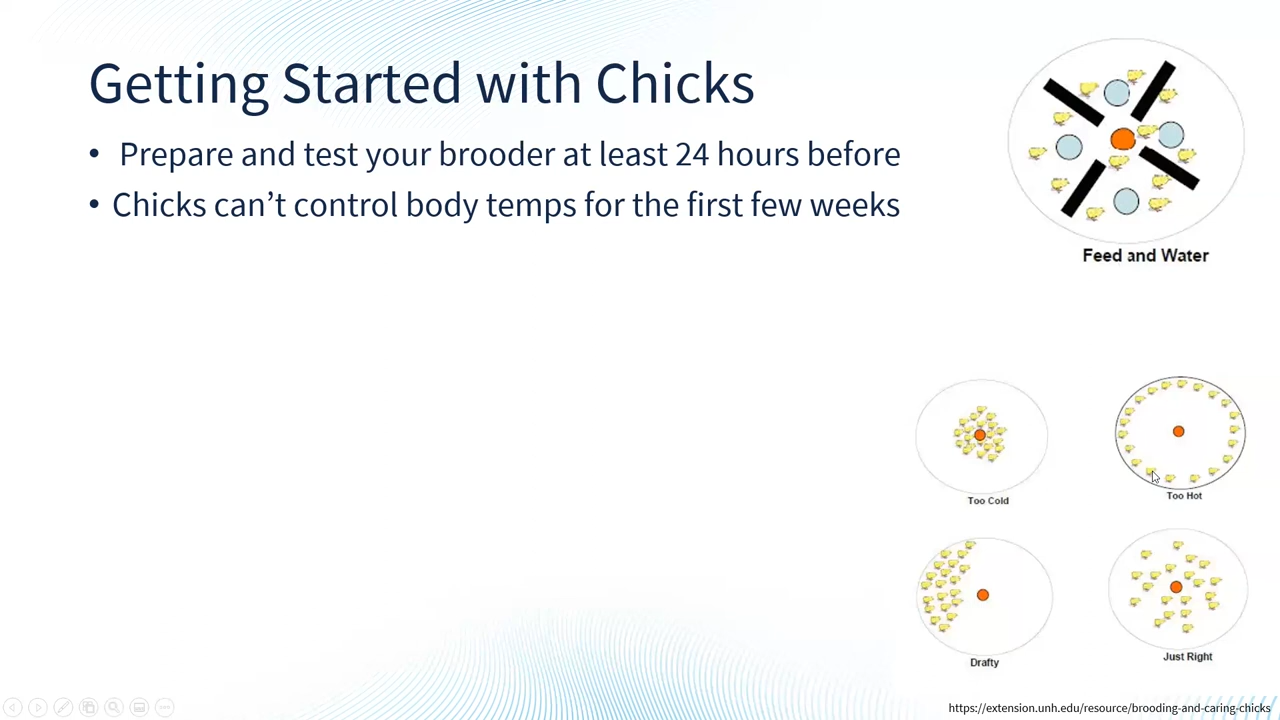 Getting Started with Chicks
• Prepare and test your brooder at least 24 hours before
• Chicks can’t control body temps for the first few weeks
Feed and Water
Too Cold
Too Hot
Drafty
Just Right
https://extension.unh.edu/resource/brooding-and-caring-chicks